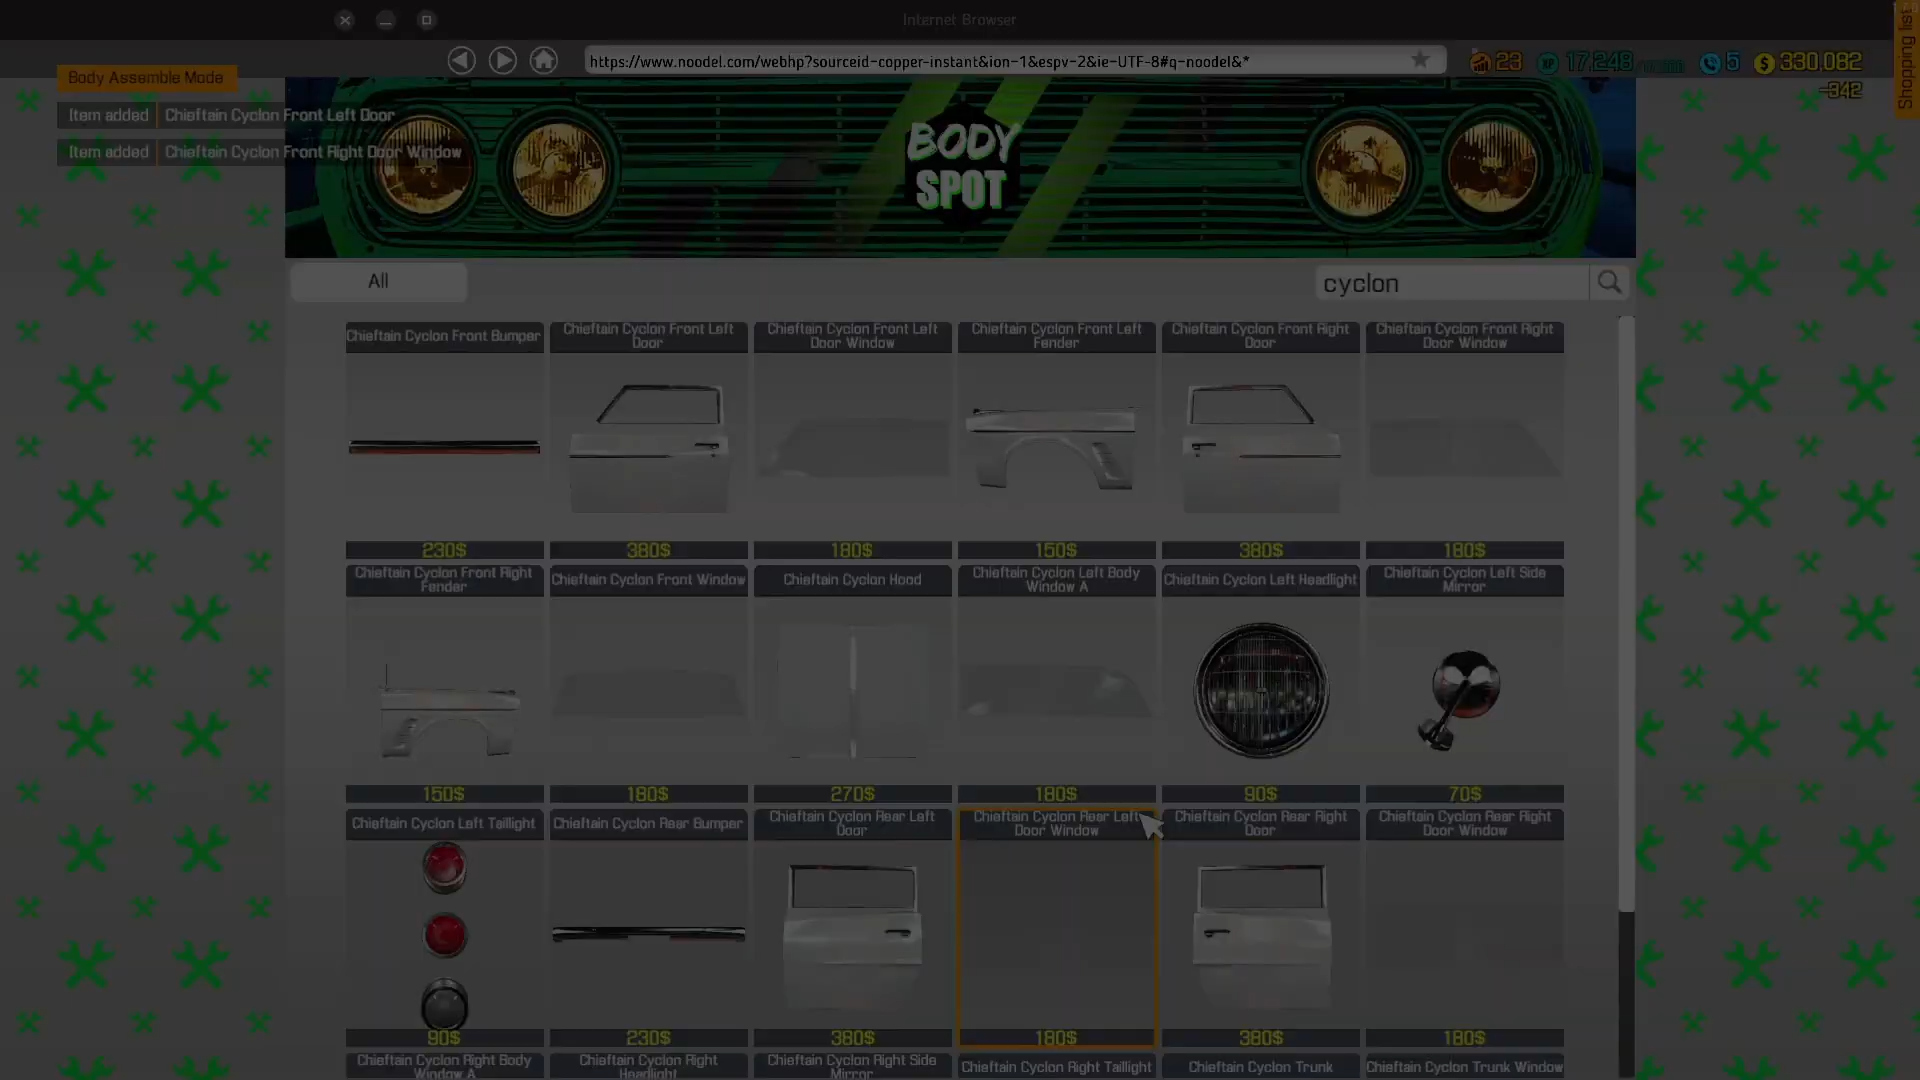 Internet Browser
https://www.noodel.com/webhp?sourceid-copper-instant&ion-1&espv-2&ie-UTF-8#q-noodel&*
23
XP 17,248
5
$ 330,082
-342
Shopping list
Body Assemble Mode
Item added Chieftain Cyclon Front Left Door
Item added Chieftain Cyclon Front Right Door Window
BODY
SPOT
All
cyclon
Chieftain Cyclon Front Bumper
Chieftain Cyclon Front Left
Door
Chieftain Cyclon Front Left
Door Window
Chieftain Cyclon Front Left
Fender
Chieftain Cyclon Front Right
Door
Chieftain Cyclon Front Right
Door Window
230$
380$
180$
150$
380$
180$
Chieftain Cyclon Front Right
Fender
Chieftain Cyclon Front Window
Chieftain Cyclon Hood
Chieftain Cyclon Left Body
Window A
Chieftain Cyclon Left Headlight
Chieftain Cyclon Left Side
Mirror
150$
180$
270$
180$
90$
70$
Chieftain Cyclon Left Taillight
Chieftain Cyclon Rear Bumper
Chieftain Cyclon Rear Left
Door
Chieftain Cyclon Rear Left
Door Window
Chieftain Cyclon Rear Right
Door
Chieftain Cyclon Rear Right
Door Window
90$
230$
380$
180$
380$
180$
Chieftain Cyclon Right Body
Window A
Chieftain Cyclon Right
Headlight
Chieftain Cyclon Right Side
Mirror
Chieftain Cyclon Right Taillight
Chieftain Cyclon Trunk
Chieftain Cyclon Trunk Window